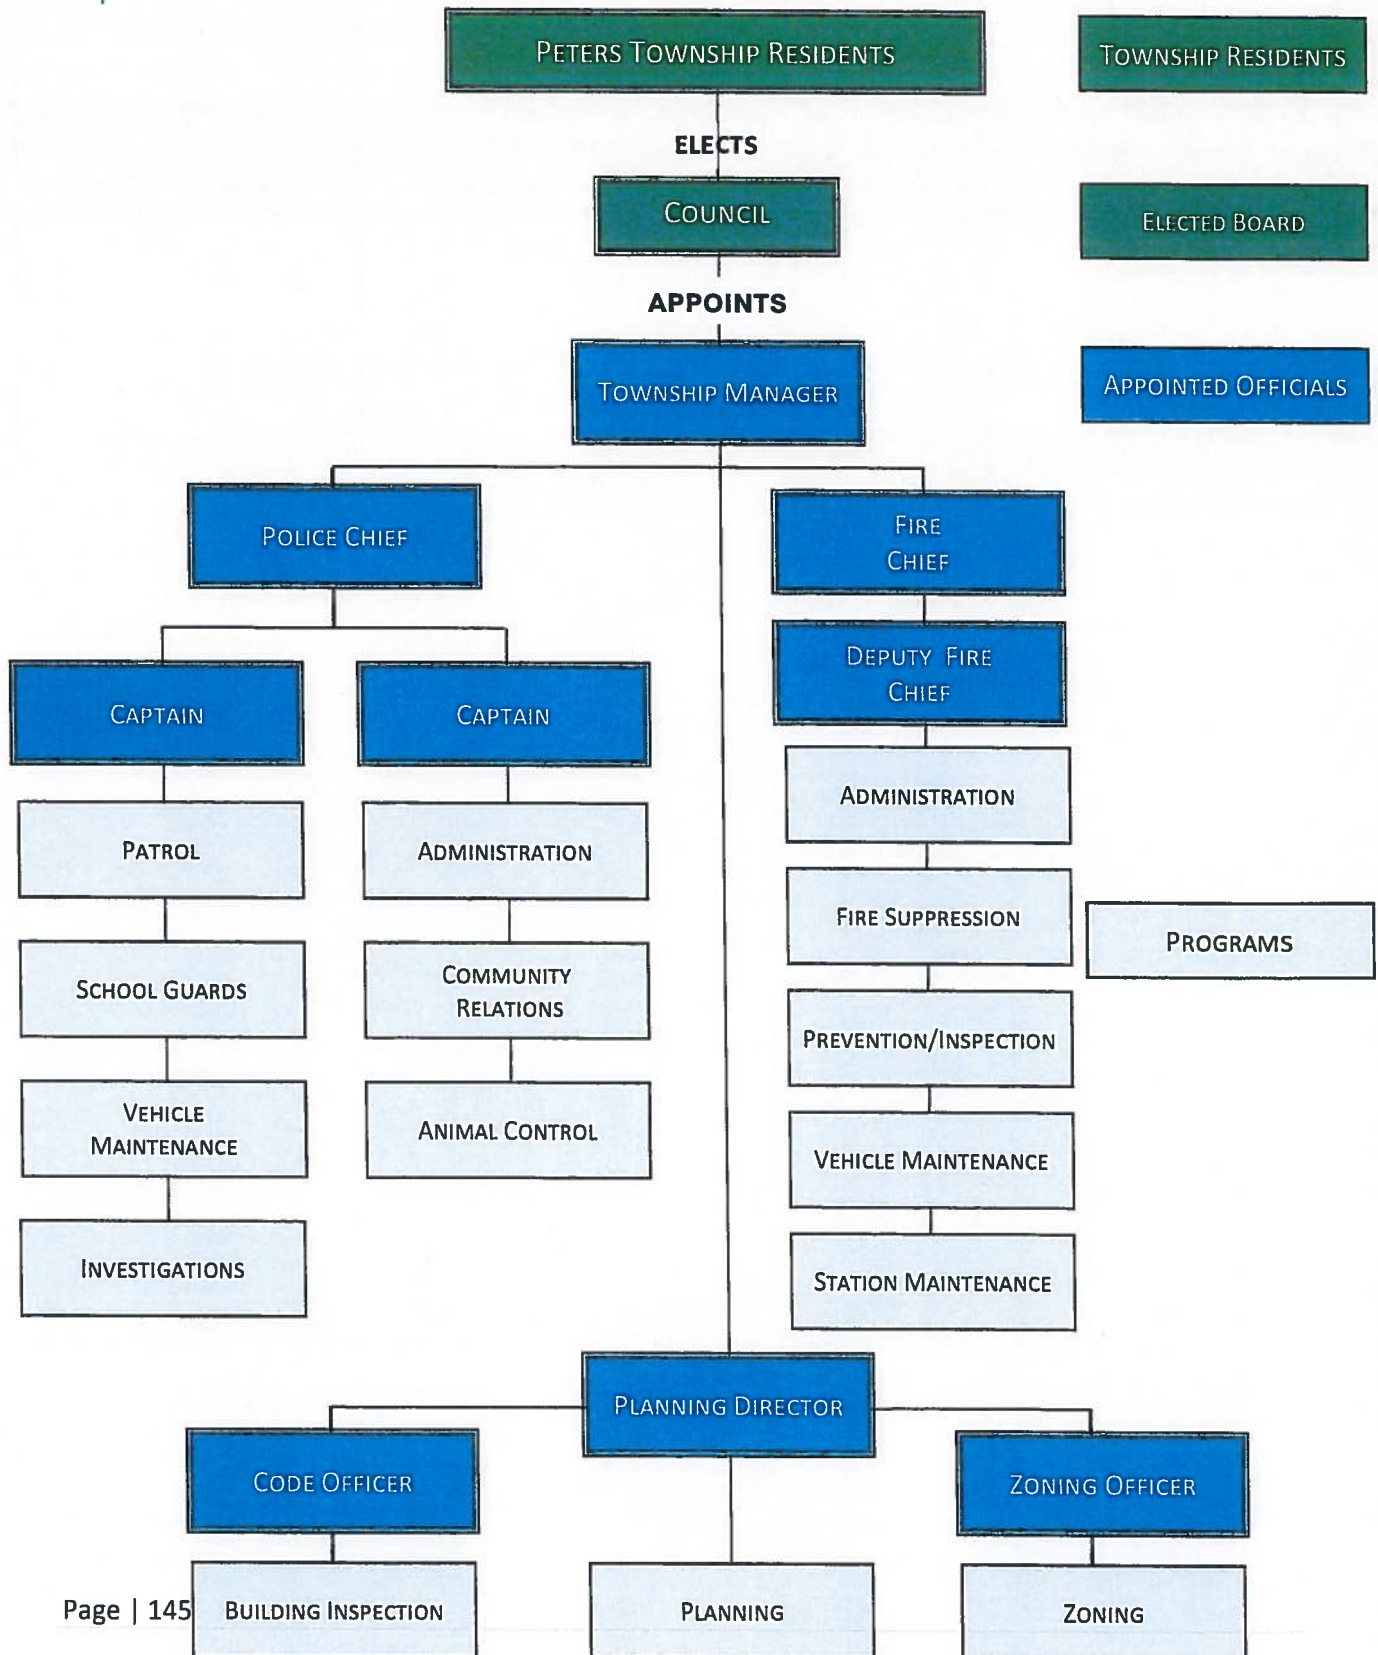 PETERS TOWNSHIP RESIDENTS
TOWNSHIP RESIDENTS
ELECTS
COUNCIL
ELECTED BOARD
APPOINTS
TOWNSHIP MANAGER
APPOINTED OFFICIALS
POLICE CHIEF
FIRE
CHIEF
DEPUTY FIRE
CHIEF
CAPTAIN
CAPTAIN
PATROL
SCHOOL GUARDS
VEHICLE
MAINTENANCE
INVESTIGATIONS
ADMINISTRATION
COMMUNITY
RELATIONS
ANIMAL CONTROL
ADMINISTRATION
FIRE SUPPRESSION
PREVENTION/INSPECTION
VEHICLE MAINTENANCE
STATION MAINTENANCE
PROGRAMS
PLANNING DIRECTOR
CODE OFFICER
ZONING OFFICER
BUILDING INSPECTION
PLANNING
ZONING
Page | 145